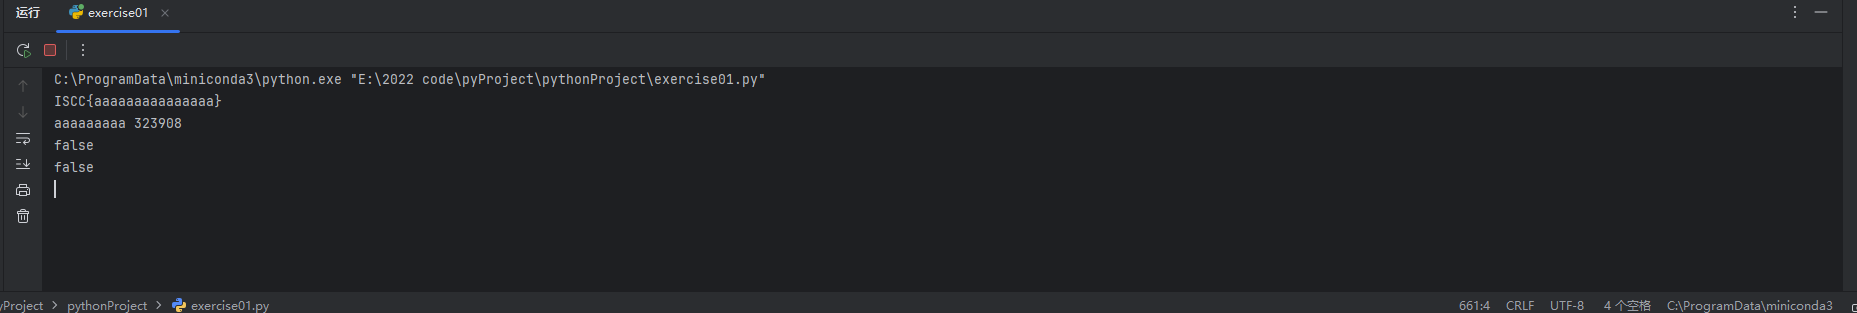 运行 exercise01
C:\ProgramData\miniconda3\python.exe "E:\2022 code\pyProject\pythonProject\exercise01.py"
ISCC{aaaaaaaaaaaaaaa}
aaaaaaaaa 323908
false
false
yProject > pythonProject > exercise01.py 661:4 CRLF UTF-8 4 个空格 C:\ProgramData\miniconda3